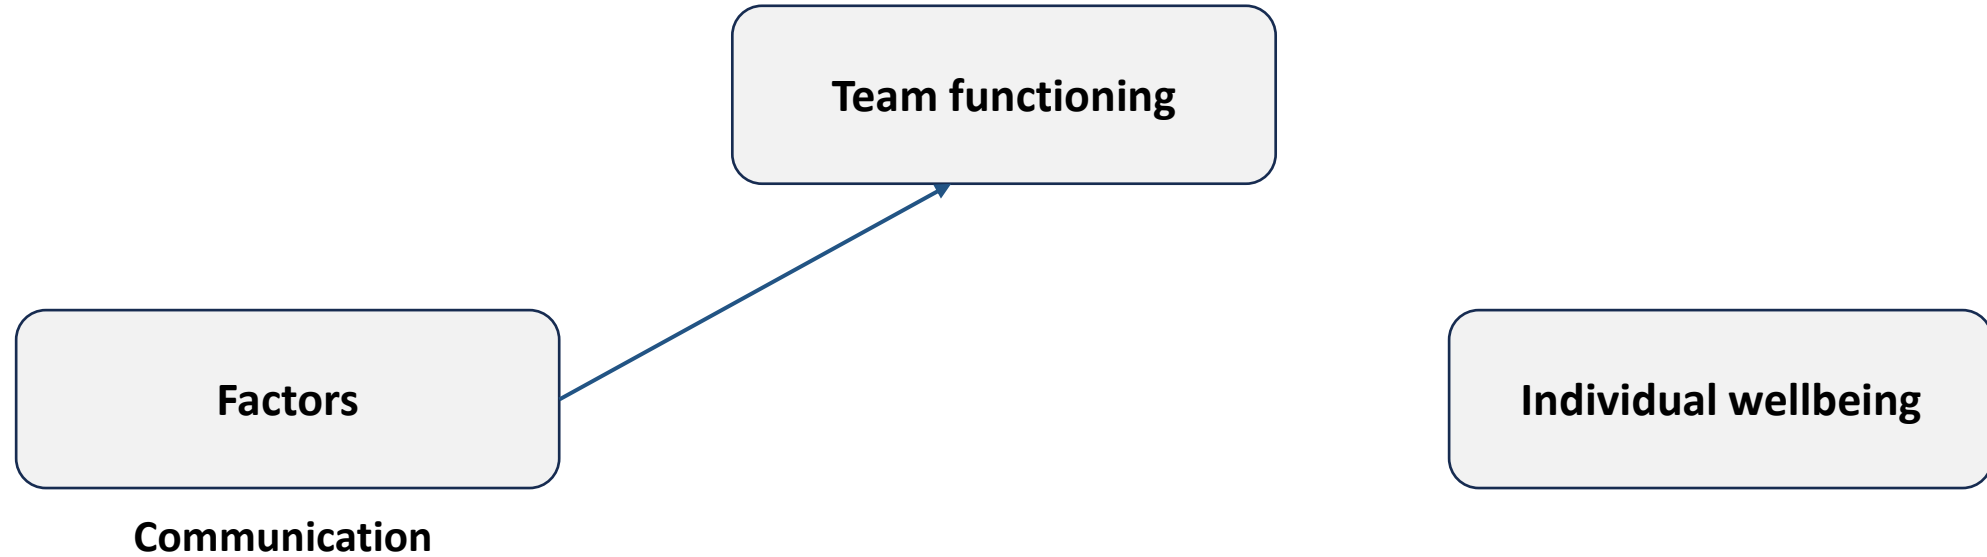 Team functioning
Factors
Individual wellbeing
Communication